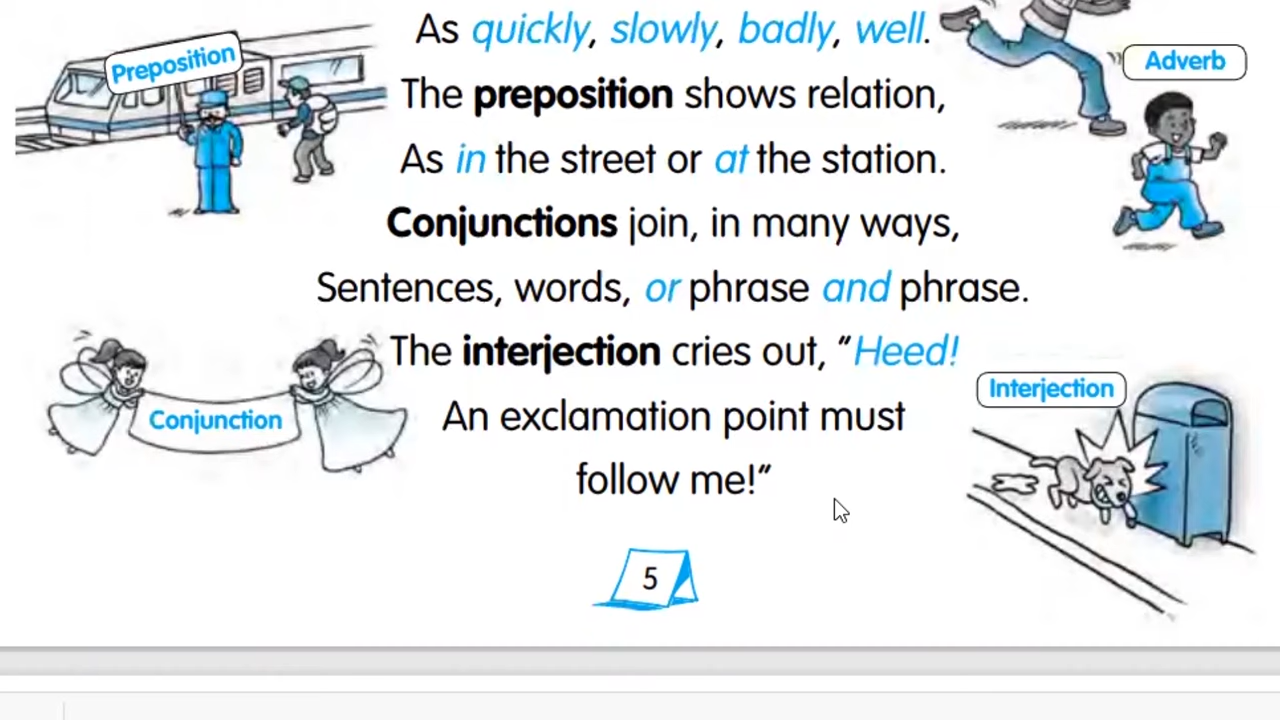 As quickly, slowly, badly, well.
Preposition
Adverb
The preposition shows relation,
As in the street or at the station.
Conjunctions join, in many ways,
Sentences, words, or phrase and phrase.
The interjection cries out, "Heed!
Interjection
An exclamation point must
Conjunction
follow me!"
5